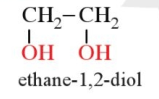 CH₂–CH₂
OH OH
ethane-1,2-diol